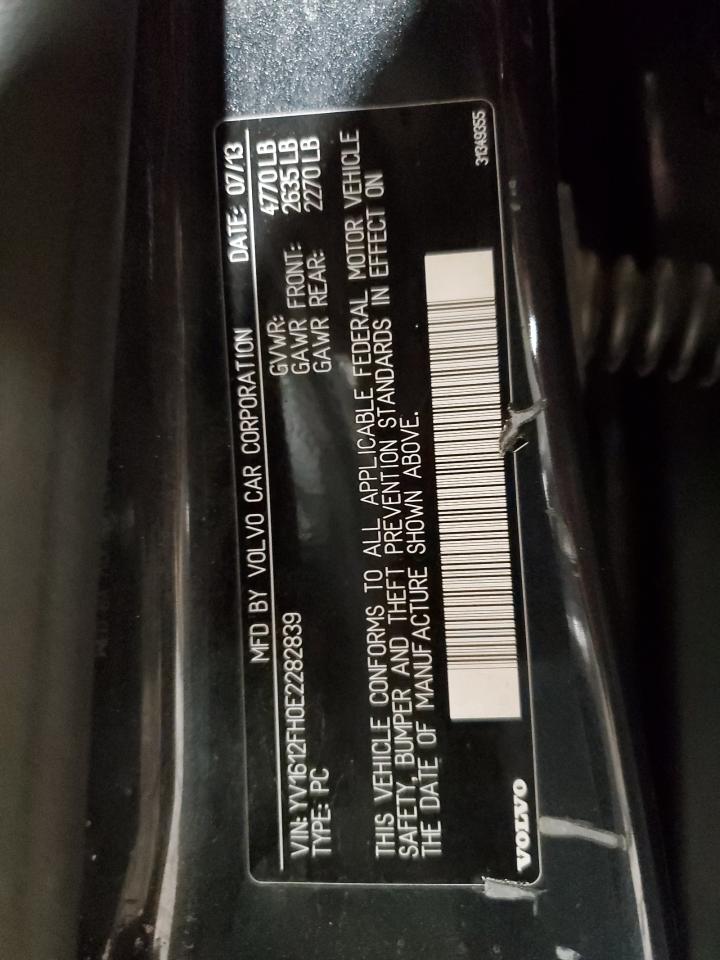 MFD BY VOLVO CAR CORPORATION DATE: 07/13
GVWR: 4770 LB
GAWR FRONT: 2635 LB
GAWR REAR: 2270 LB
VIN: YV1612FH0E2282839
TYPE: PC
THIS VEHICLE CONFORMS TO ALL APPLICABLE FEDERAL MOTOR VEHICLE
SAFETY, BUMPER AND THEFT PREVENTION STANDARDS IN EFFECT ON
THE DATE OF MANUFACTURE SHOWN ABOVE.
VOLVO
31349355